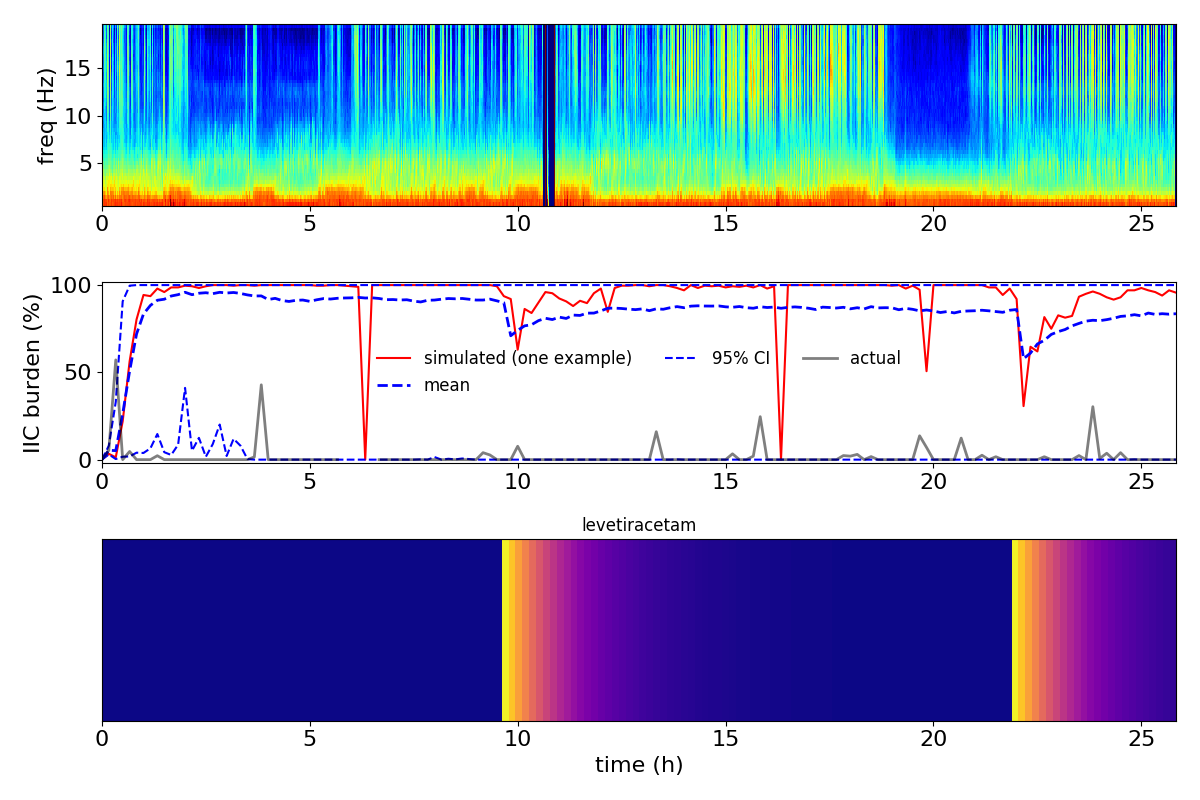 freq (Hz)
15
10
5
0 5 10 15 20 25
IIC burden (%)
100
50
0
simulated (one example) 95% CI actual
mean
0 5 10 15 20 25
levetiracetam
0 5 10 15 20 25
time (h)